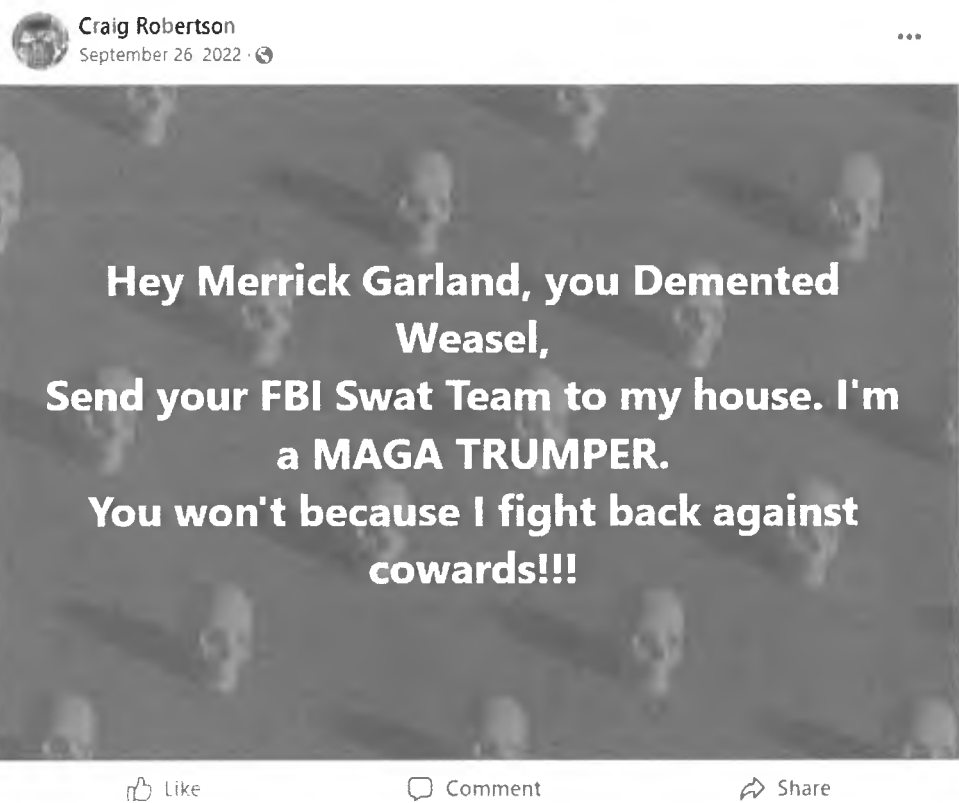 Craig Robertson
September 26 2022 ·
...
Hey Merrick Garland, you Demented
Weasel,
Send your FBI Swat Team to my house. I'm
a MAGA TRUMPER.
You won't because I fight back against
cowards!!!
Like Comment Share